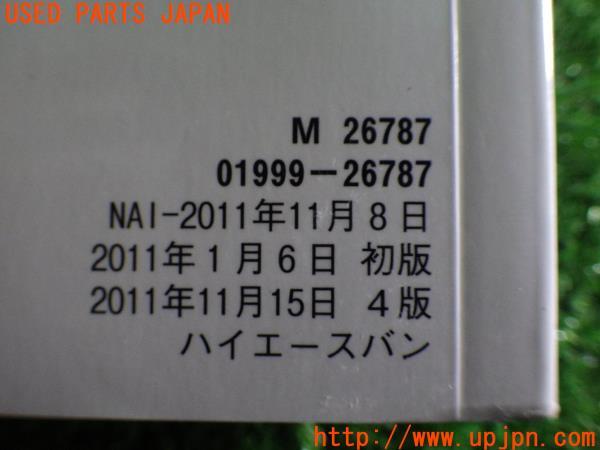 USED PARTS JAPAN
M 26787
01999-26787
NAI-2011年11月8日
2011年1月6日 初版
2011年11月15日 4版
ハイエースバン
http://www.upjpn.com